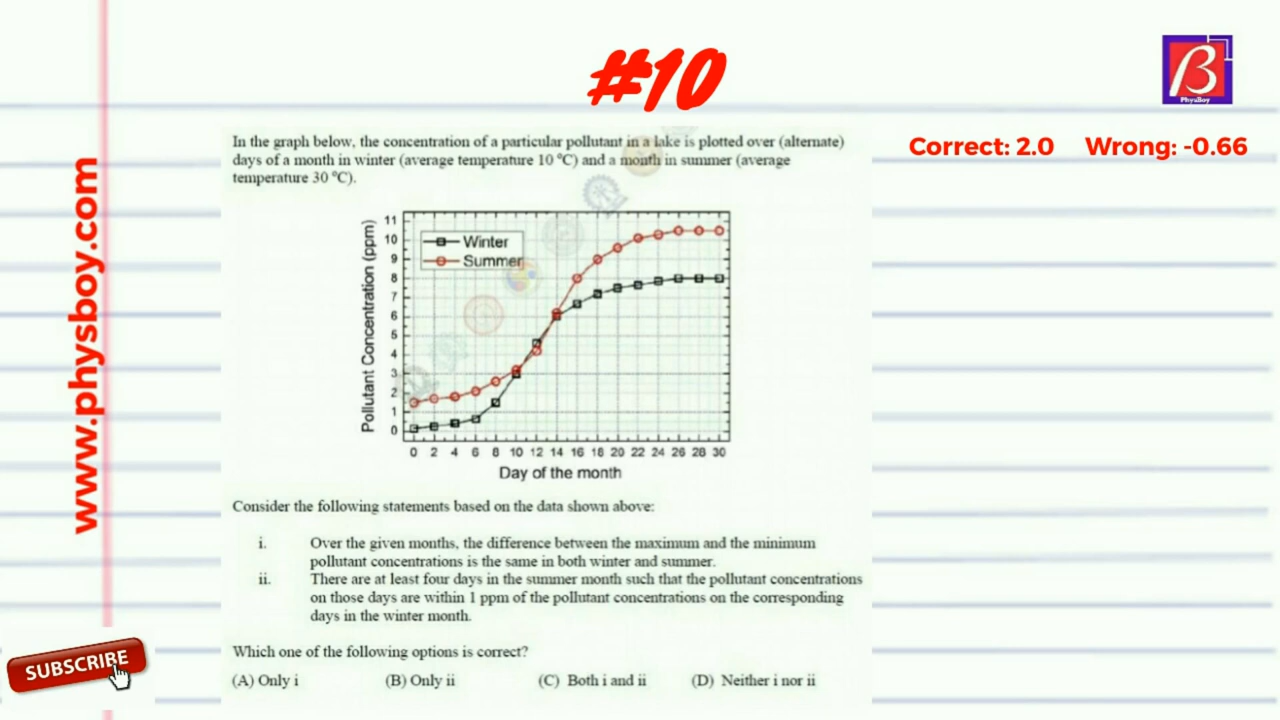 #10
PhysBoy
Correct: 2.0 Wrong: -0.66
www.physboy.com
In the graph below, the concentration of a particular pollutant in a lake is plotted over (alternate)
days of a month in winter (average temperature 10 °C) and a month in summer (average
temperature 30 °C).
Pollutant Concentration (ppm)
11
10
9
8
7
6
5
4
3
2
1
0
Winter
Summer
0 2 4 6 8 10 12 14 16 18 20 22 24 26 28 30
Day of the month
Consider the following statements based on the data shown above:
i. Over the given months, the difference between the maximum and the minimum
pollutant concentrations is the same in both winter and summer.
ii. There are at least four days in the summer month such that the pollutant concentrations
on those days are within 1 ppm of the pollutant concentrations on the corresponding
days in the winter month.
Which one of the following options is correct?
(A) Only i (B) Only ii (C) Both i and ii (D) Neither i nor ii
SUBSCRIBE